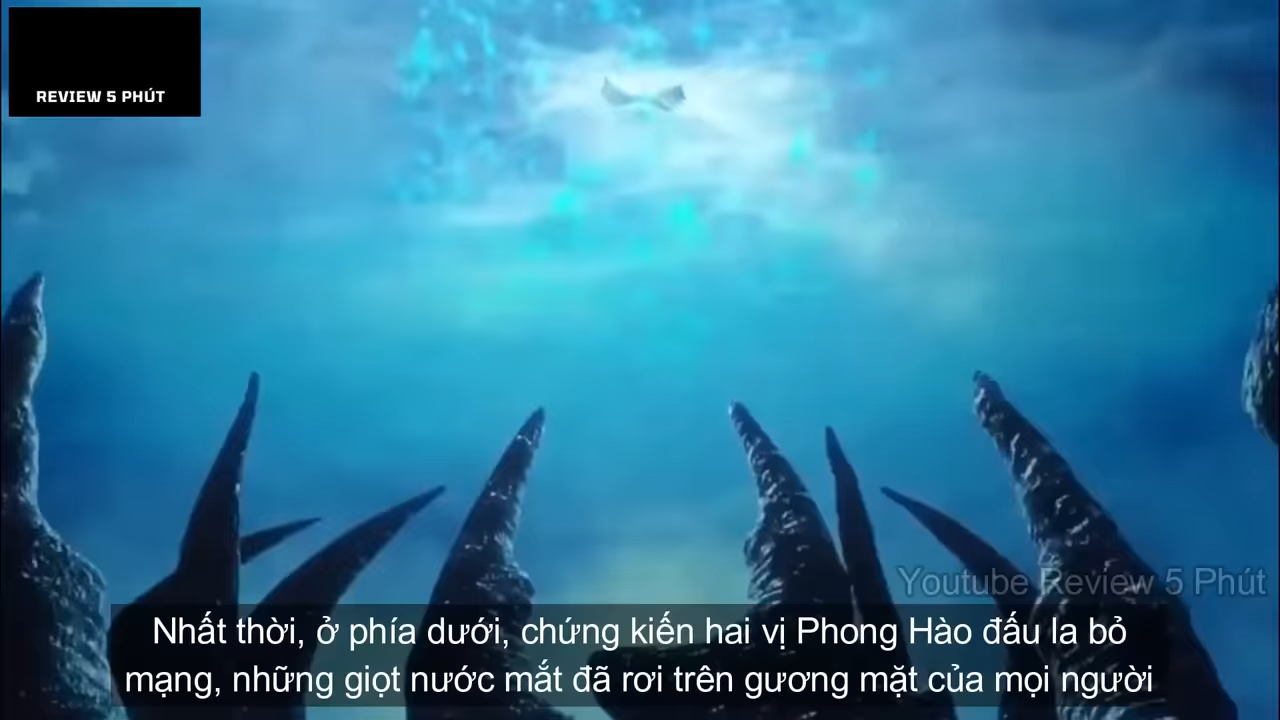 REVIEW 5 PHÚT
Youtube Review 5 Phút
Nhất thời, ở phía dưới, chứng kiến hai vị Phong Hào đấu la bỏ
mạng, những giọt nước mắt đã rơi trên gương mặt của mọi người